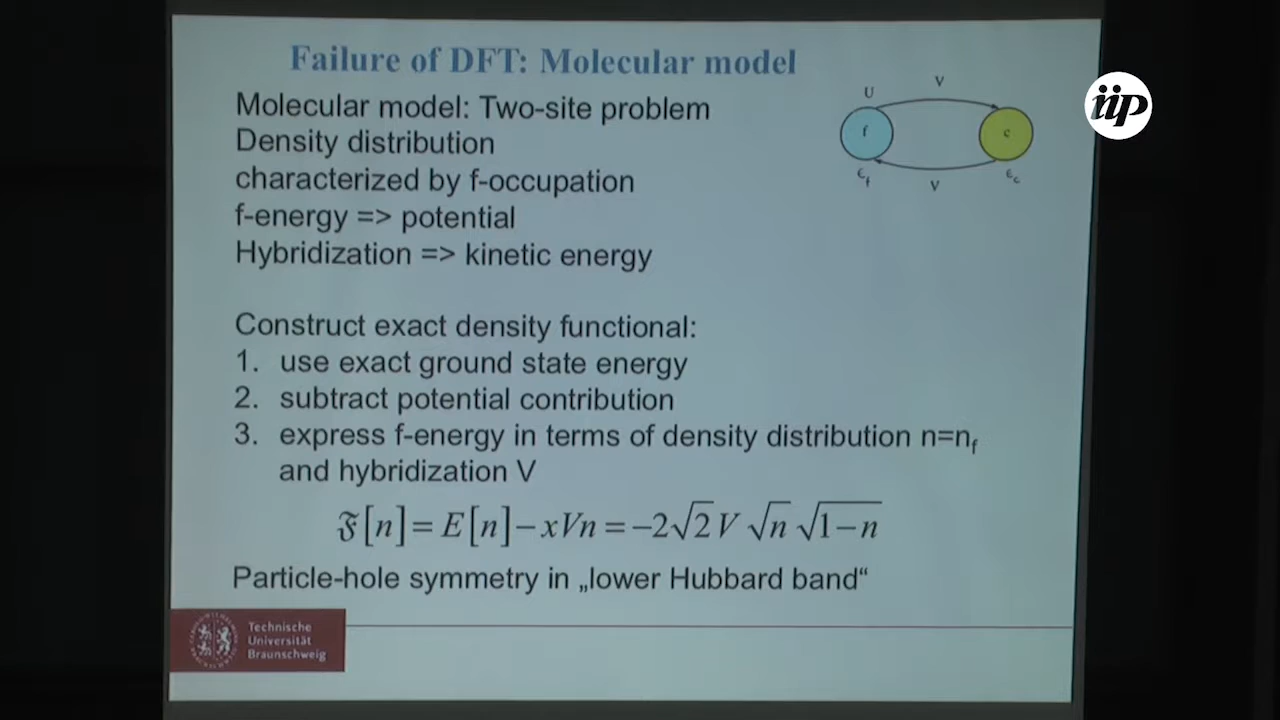 Failure of DFT: Molecular model
Molecular model: Two-site problem
Density distribution
characterized by f-occupation
f-energy => potential
Hybridization => kinetic energy
U
V
f
c
ϵf
V
ϵc
iip
Construct exact density functional:
1. use exact ground state energy
2. subtract potential contribution
3. express f-energy in terms of density distribution n=nf
and hybridization V
𝔉[n] = E[n] − xVn = −2√2 V √n √1−n
Particle-hole symmetry in „lower Hubbard band“
Technische
Universität
Braunschweig